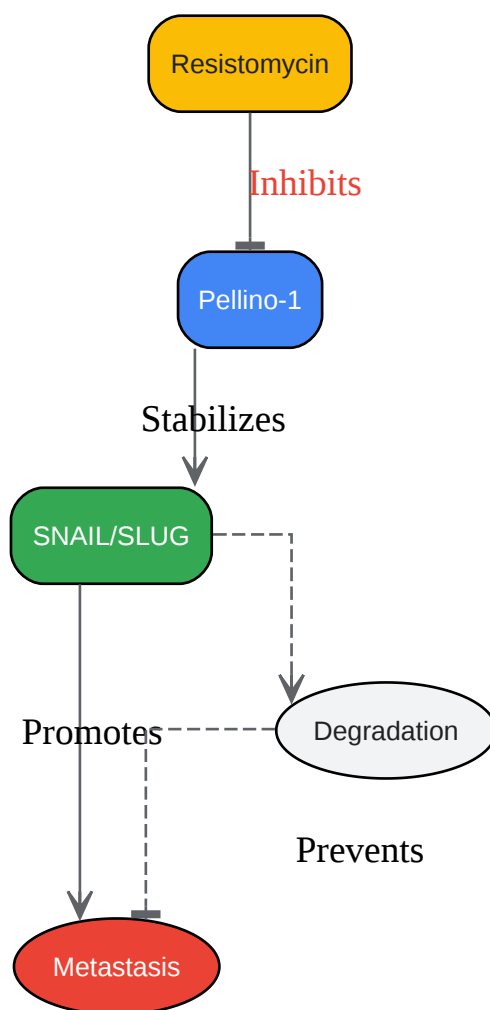 Resistomycin
Inhibits
Pellino-1
Stabilizes
SNAIL/SLUG
Promotes
Degradation
Prevents
Metastasis